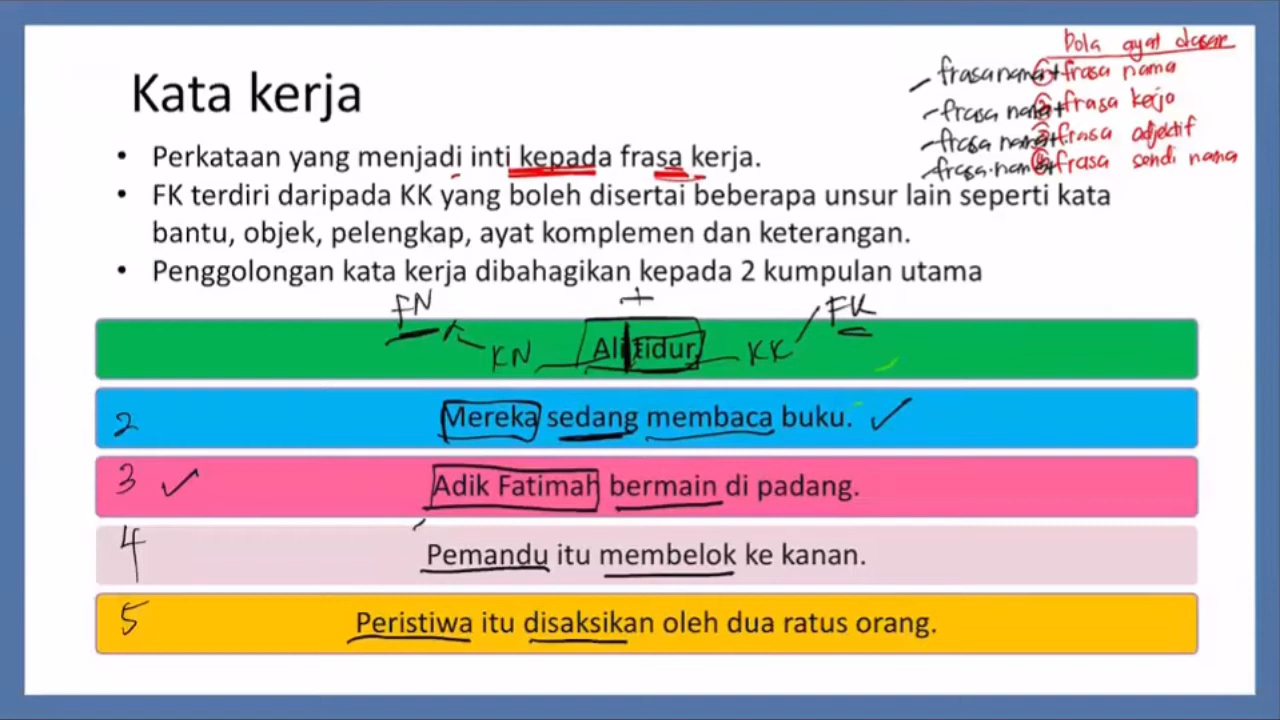 Pola ayat dasar
frasa nama + ① frasa nama
frasa nama + ② frasa kerja
frasa nama + ③ frasa adjektif
frasa nama + ④ frasa sendi nama
Kata kerja
• Perkataan yang menjadi inti kepada frasa kerja.
• FK terdiri daripada KK yang boleh disertai beberapa unsur lain seperti kata
bantu, objek, pelengkap, ayat komplemen dan keterangan.
• Penggolongan kata kerja dibahagikan kepada 2 kumpulan utama
FN + FK
KN Ali tidur. KK
2 Mereka sedang membaca buku. ✓
3 ✓ Adik Fatimah bermain di padang.
4 Pemandu itu membelok ke kanan.
5 Peristiwa itu disaksikan oleh dua ratus orang.